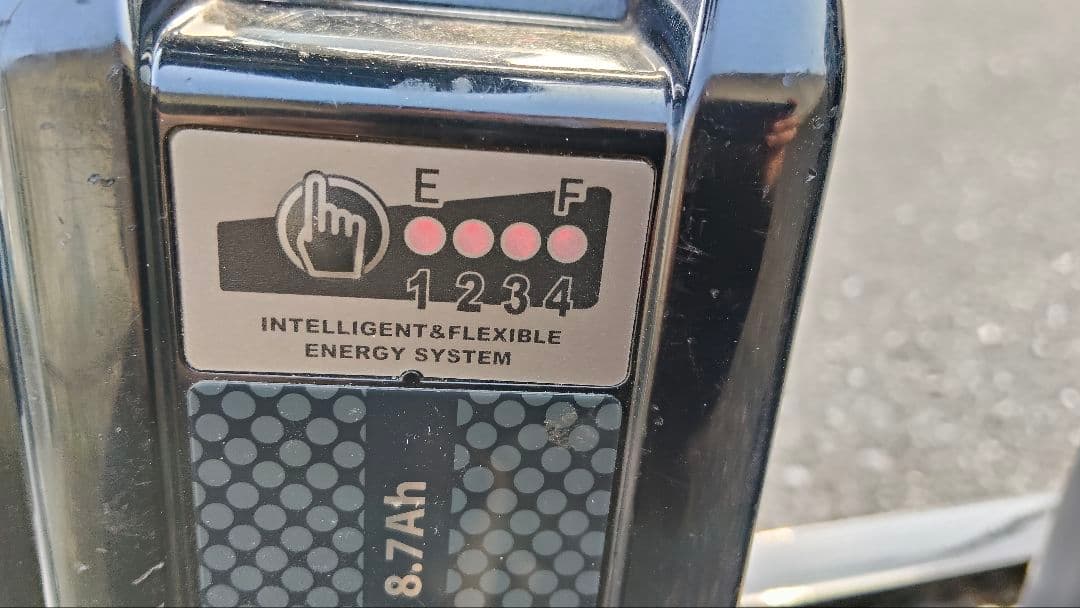 E F
1 2 3 4
INTELLIGENT&FLEXIBLE
ENERGY SYSTEM
8.7Ah